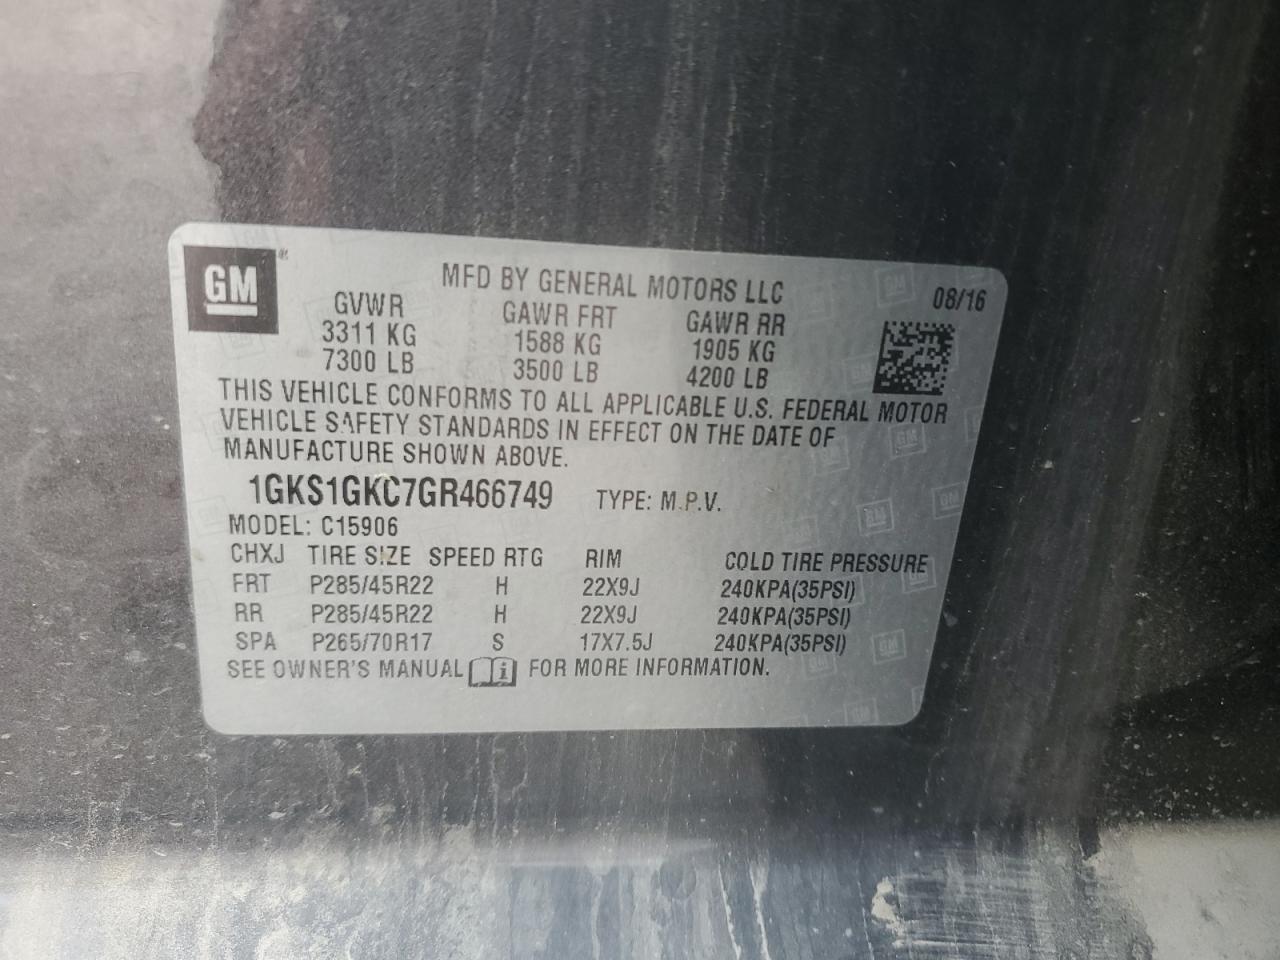 GM®
MFD BY GENERAL MOTORS LLC 08/16
GVWR GAWR FRT GAWR RR
3311 KG 1588 KG 1905 KG
7300 LB 3500 LB 4200 LB
THIS VEHICLE CONFORMS TO ALL APPLICABLE U.S. FEDERAL MOTOR
VEHICLE SAFETY STANDARDS IN EFFECT ON THE DATE OF
MANUFACTURE SHOWN ABOVE.
1GKS1GKC7GR466749 TYPE: M.P.V.
MODEL: C15906
CHXJ TIRE SIZE SPEED RTG RIM COLD TIRE PRESSURE
FRT P285/45R22 H 22X9J 240KPA(35PSI)
RR P285/45R22 H 22X9J 240KPA(35PSI)
SPA P265/70R17 S 17X7.5J 240KPA(35PSI)
SEE OWNER'S MANUAL i FOR MORE INFORMATION.